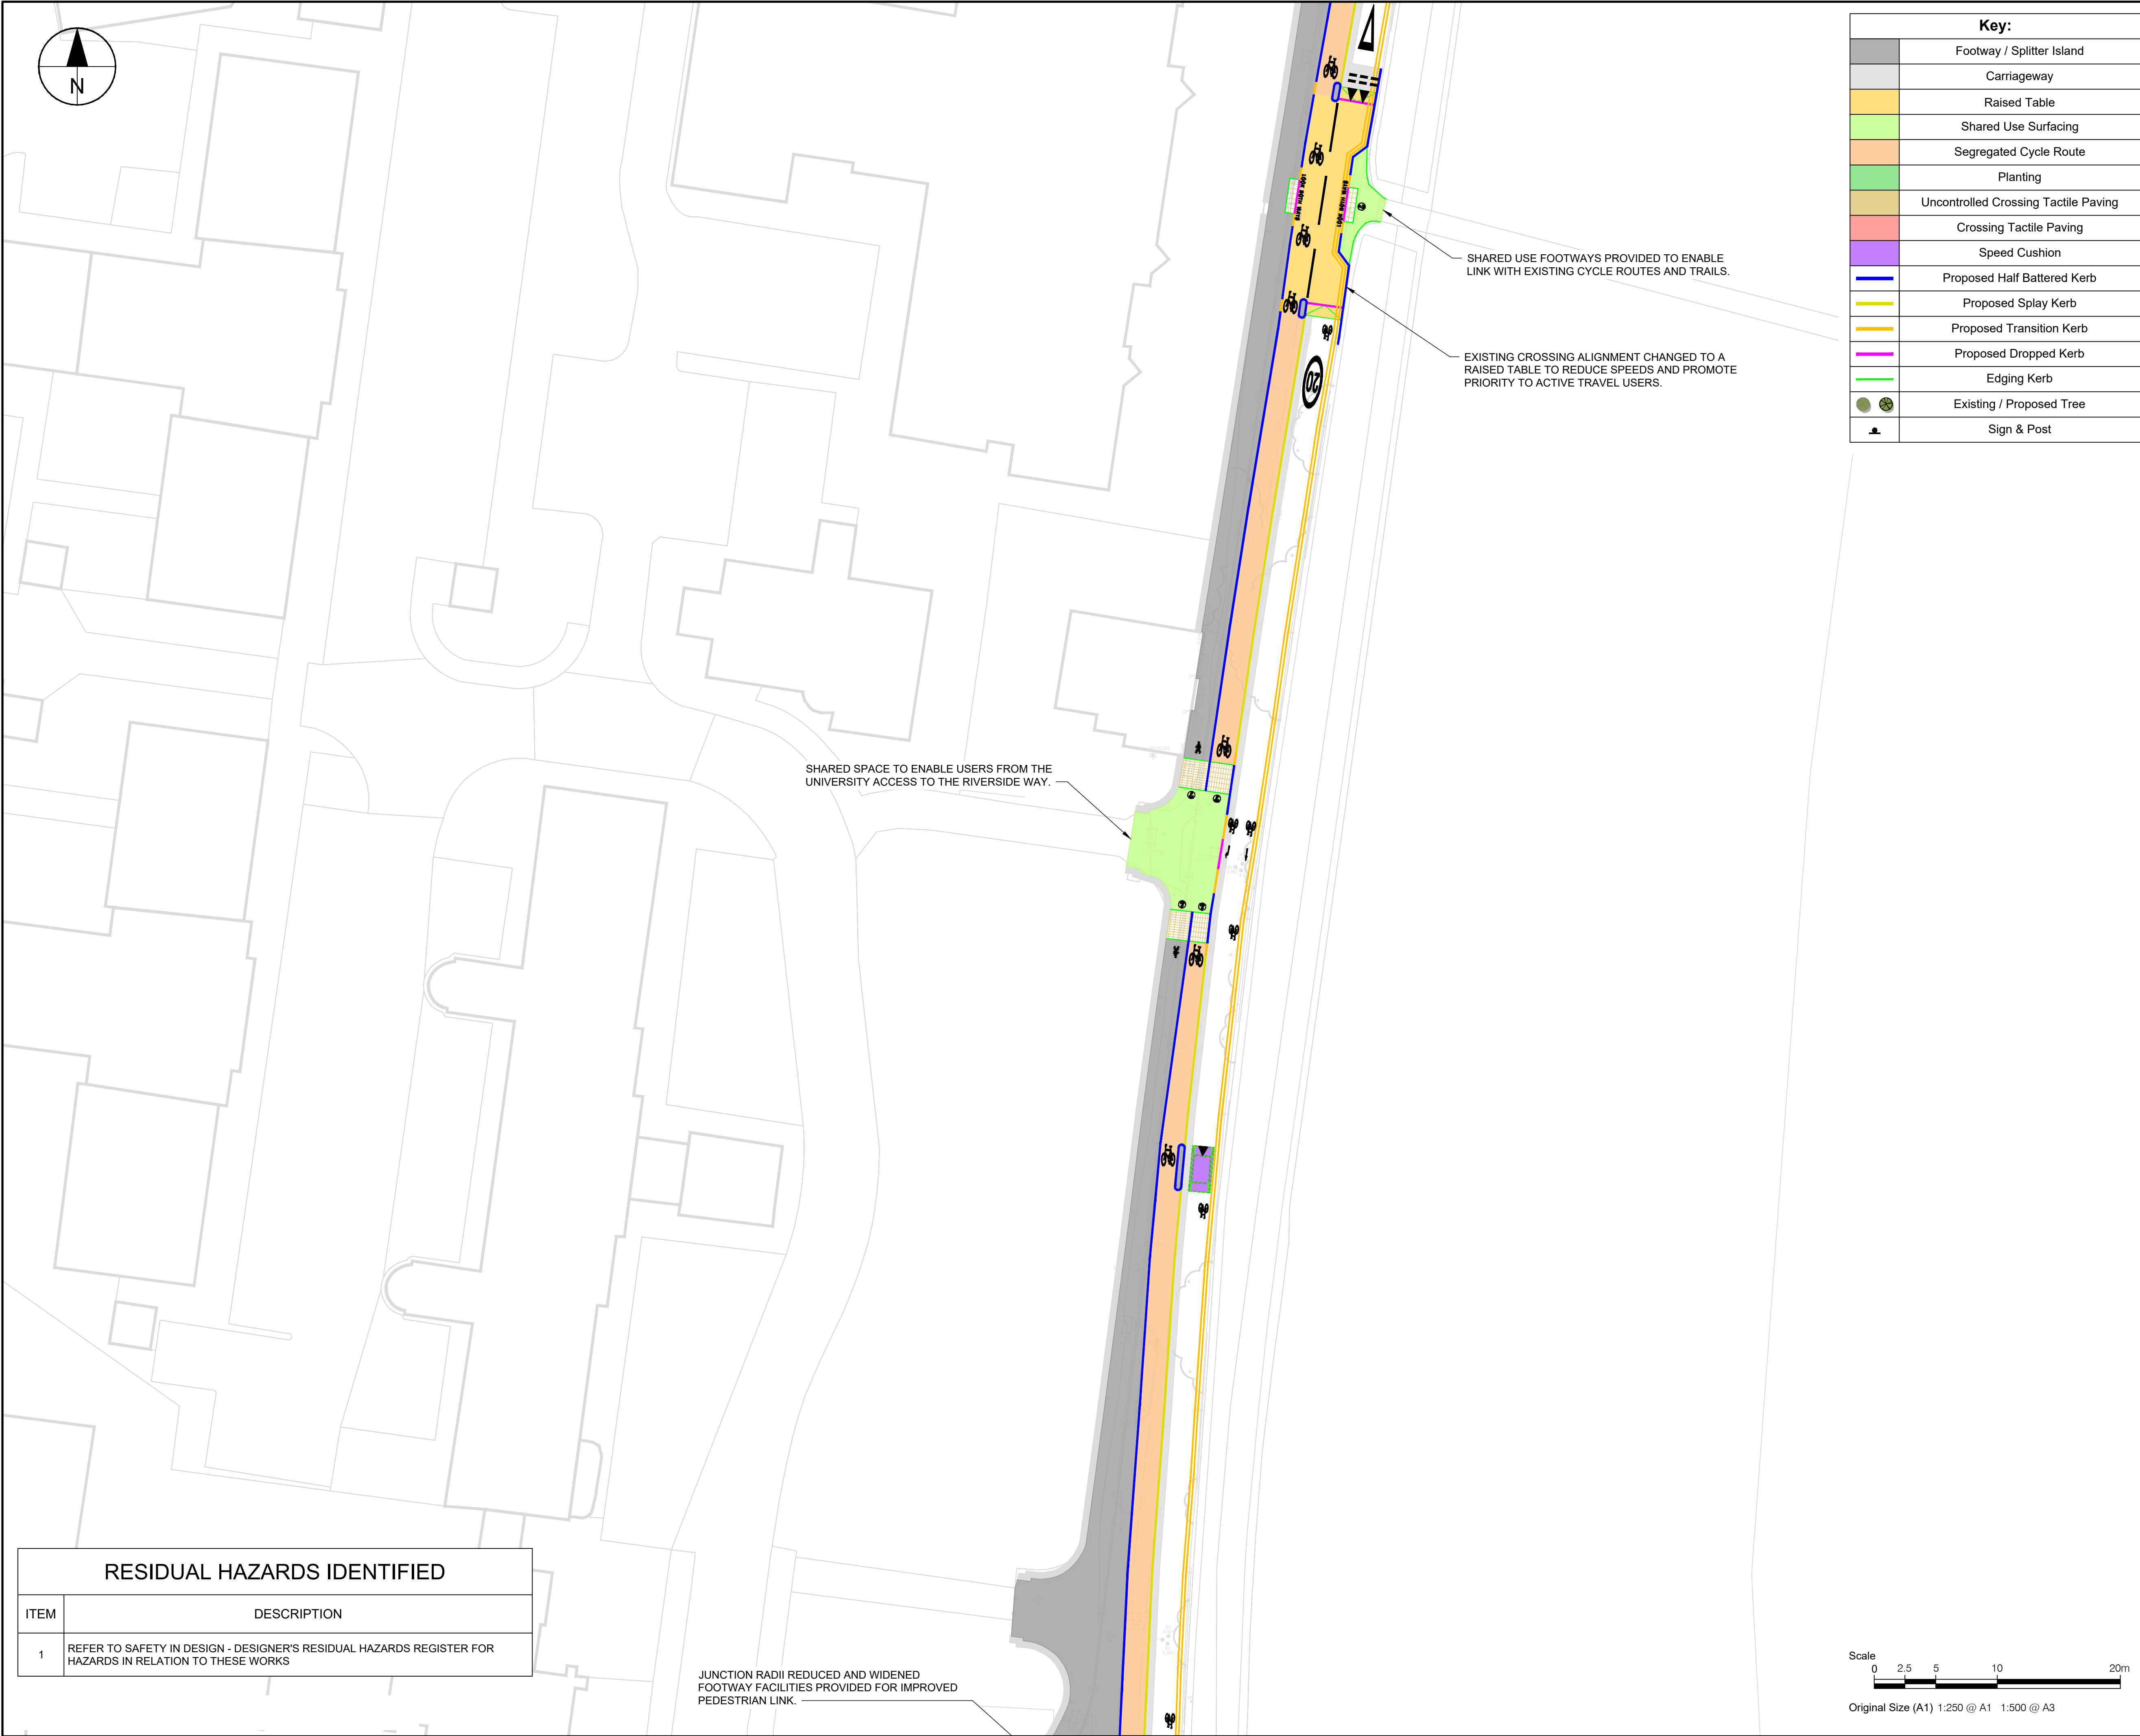 N
Key:
Footway / Splitter Island
Carriageway
Raised Table
Shared Use Surfacing
Segregated Cycle Route
Planting
Uncontrolled Crossing Tactile Paving
Crossing Tactile Paving
Speed Cushion
Proposed Half Battered Kerb
Proposed Splay Kerb
Proposed Transition Kerb
Proposed Dropped Kerb
Edging Kerb
Existing / Proposed Tree
Sign & Post
LOOK BOTH WAYS
LOOK BOTH WAYS
SHARED USE FOOTWAYS PROVIDED TO ENABLE
LINK WITH EXISTING CYCLE ROUTES AND TRAILS.
EXISTING CROSSING ALIGNMENT CHANGED TO A
RAISED TABLE TO REDUCE SPEEDS AND PROMOTE
PRIORITY TO ACTIVE TRAVEL USERS.
20
SHARED SPACE TO ENABLE USERS FROM THE
UNIVERSITY ACCESS TO THE RIVERSIDE WAY.
RESIDUAL HAZARDS IDENTIFIED
ITEM DESCRIPTION
1 REFER TO SAFETY IN DESIGN - DESIGNER'S RESIDUAL HAZARDS REGISTER FOR
HAZARDS IN RELATION TO THESE WORKS
JUNCTION RADII REDUCED AND WIDENED
FOOTWAY FACILITIES PROVIDED FOR IMPROVED
PEDESTRIAN LINK.
Scale
0 2.5 5 10 20m
Original Size (A1) 1:250 @ A1 1:500 @ A3